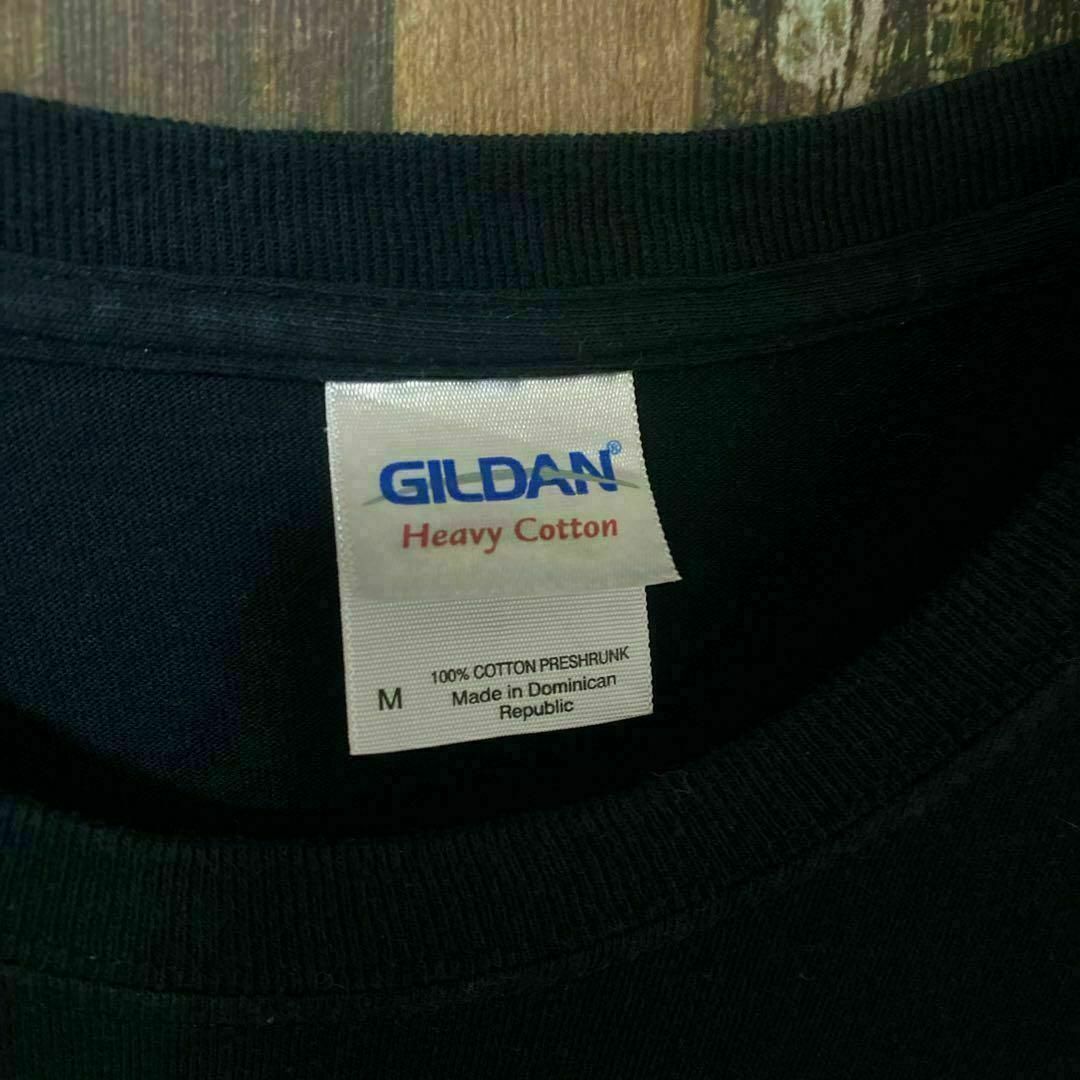 GILDAN®
Heavy Cotton
M
100% COTTON PRESHRUNK
Made in Dominican
Republic